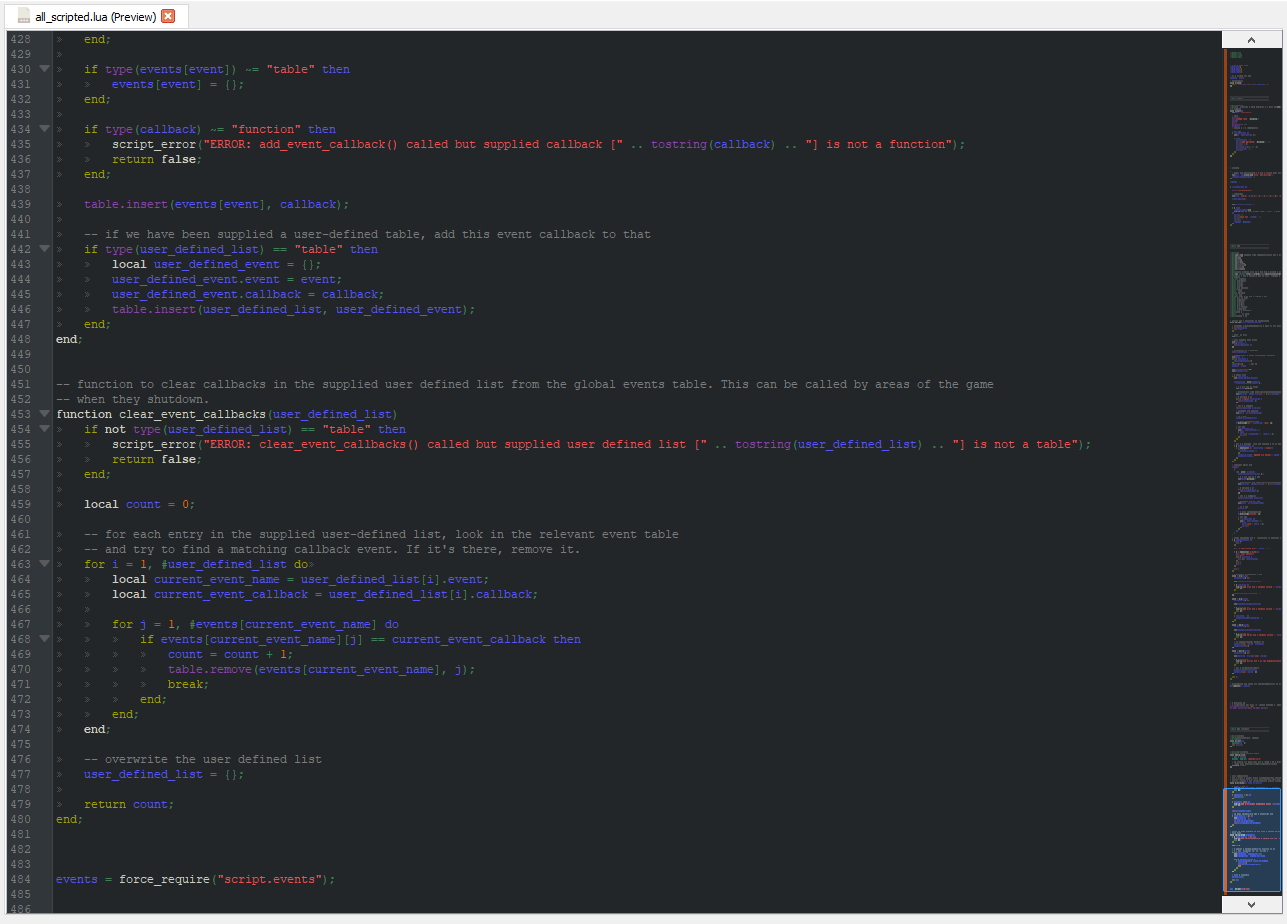 all_scripted.lua (Preview)
428 end;
429
430 if type(events[event]) ~= "table" then
431 events[event] = {};
432 end;
433
434 if type(callback) ~= "function" then
435 script_error("ERROR: add_event_callback() called but supplied callback [" .. tostring(callback) .. "] is not a function");
436 return false;
437 end;
438
439 table.insert(events[event], callback);
440
441 -- if we have been supplied a user-defined table, add this event callback to that
442 if type(user_defined_list) == "table" then
443 local user_defined_event = {};
444 user_defined_event.event = event;
445 user_defined_event.callback = callback;
446 table.insert(user_defined_list, user_defined_event);
447 end;
448 end;
449
450
451 -- function to clear callbacks in the supplied user defined list from the global events table. This can be called by areas of the game
452 -- when they shutdown.
453 function clear_event_callbacks(user_defined_list)
454 if not type(user_defined_list) == "table" then
455 script_error("ERROR: clear_event_callbacks() called but supplied user defined list [" .. tostring(user_defined_list) .. "] is not a table");
456 return false;
457 end;
458
459 local count = 0;
460
461 -- for each entry in the supplied user-defined list, look in the relevant event table
462 -- and try to find a matching callback event. If it's there, remove it.
463 for i = 1, #user_defined_list do
464 local current_event_name = user_defined_list[i].event;
465 local current_event_callback = user_defined_list[i].callback;
466
467 for j = 1, #events[current_event_name] do
468 if events[current_event_name][j] == current_event_callback then
469 count = count + 1;
470 table.remove(events[current_event_name], j);
471 break;
472 end;
473 end;
474 end;
475
476 -- overwrite the user defined list
477 user_defined_list = {};
478
479 return count;
480 end;
481
482
483
484 events = force_require("script.events");
485
486